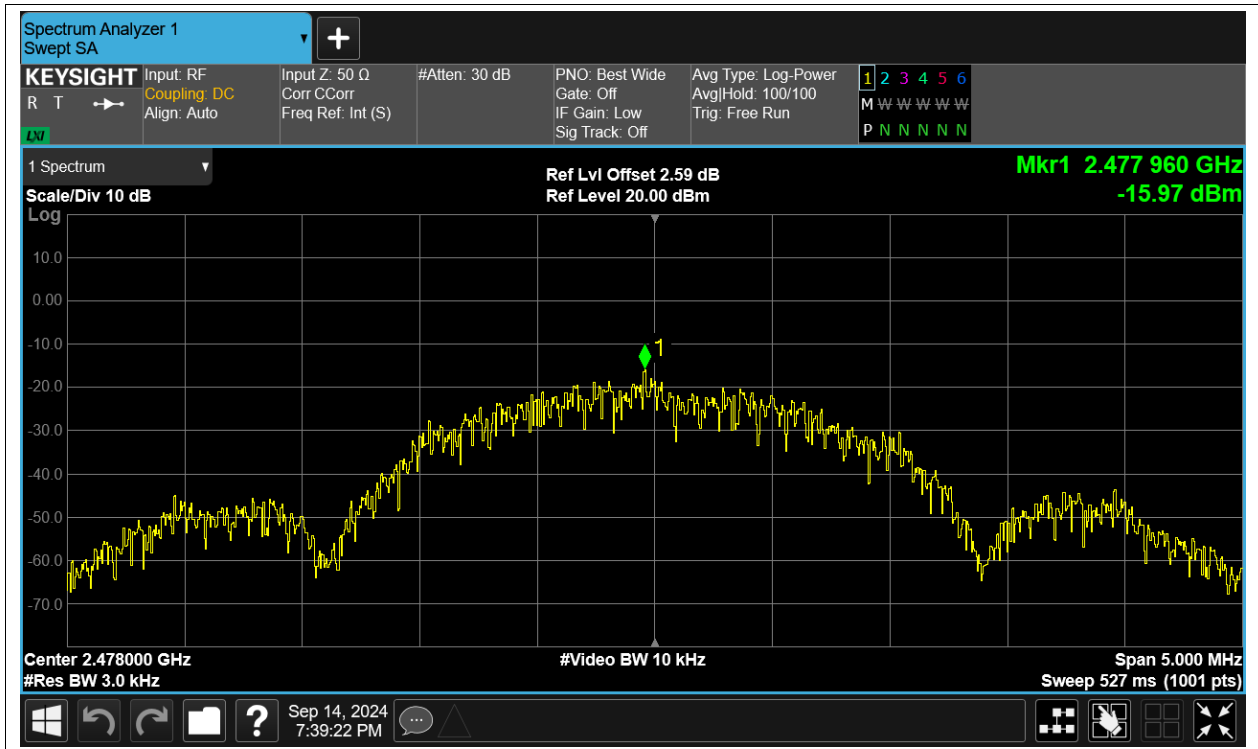 Spectrum Analyzer 1
Swept SA
+
KEYSIGHT
R T
LXI
Input: RF
Coupling: DC
Align: Auto
Input Z: 50 Ω
Corr CCorr
Freq Ref: Int (S)
#Atten: 30 dB
PNO: Best Wide
Gate: Off
IF Gain: Low
Sig Track: Off
Avg Type: Log-Power
Avg|Hold: 100/100
Trig: Free Run
1 2 3 4 5 6
M W W W W W
P N N N N N
1 Spectrum
Scale/Div 10 dB
Log
Ref Lvl Offset 2.59 dB
Ref Level 20.00 dBm
Mkr1 2.477 960 GHz
-15.97 dBm
10.0
0.00
-10.0
-20.0
-30.0
-40.0
-50.0
-60.0
-70.0
1
Center 2.478000 GHz
#Res BW 3.0 kHz
#Video BW 10 kHz
Span 5.000 MHz
Sweep 527 ms (1001 pts)
?
Sep 14, 2024
7:39:22 PM